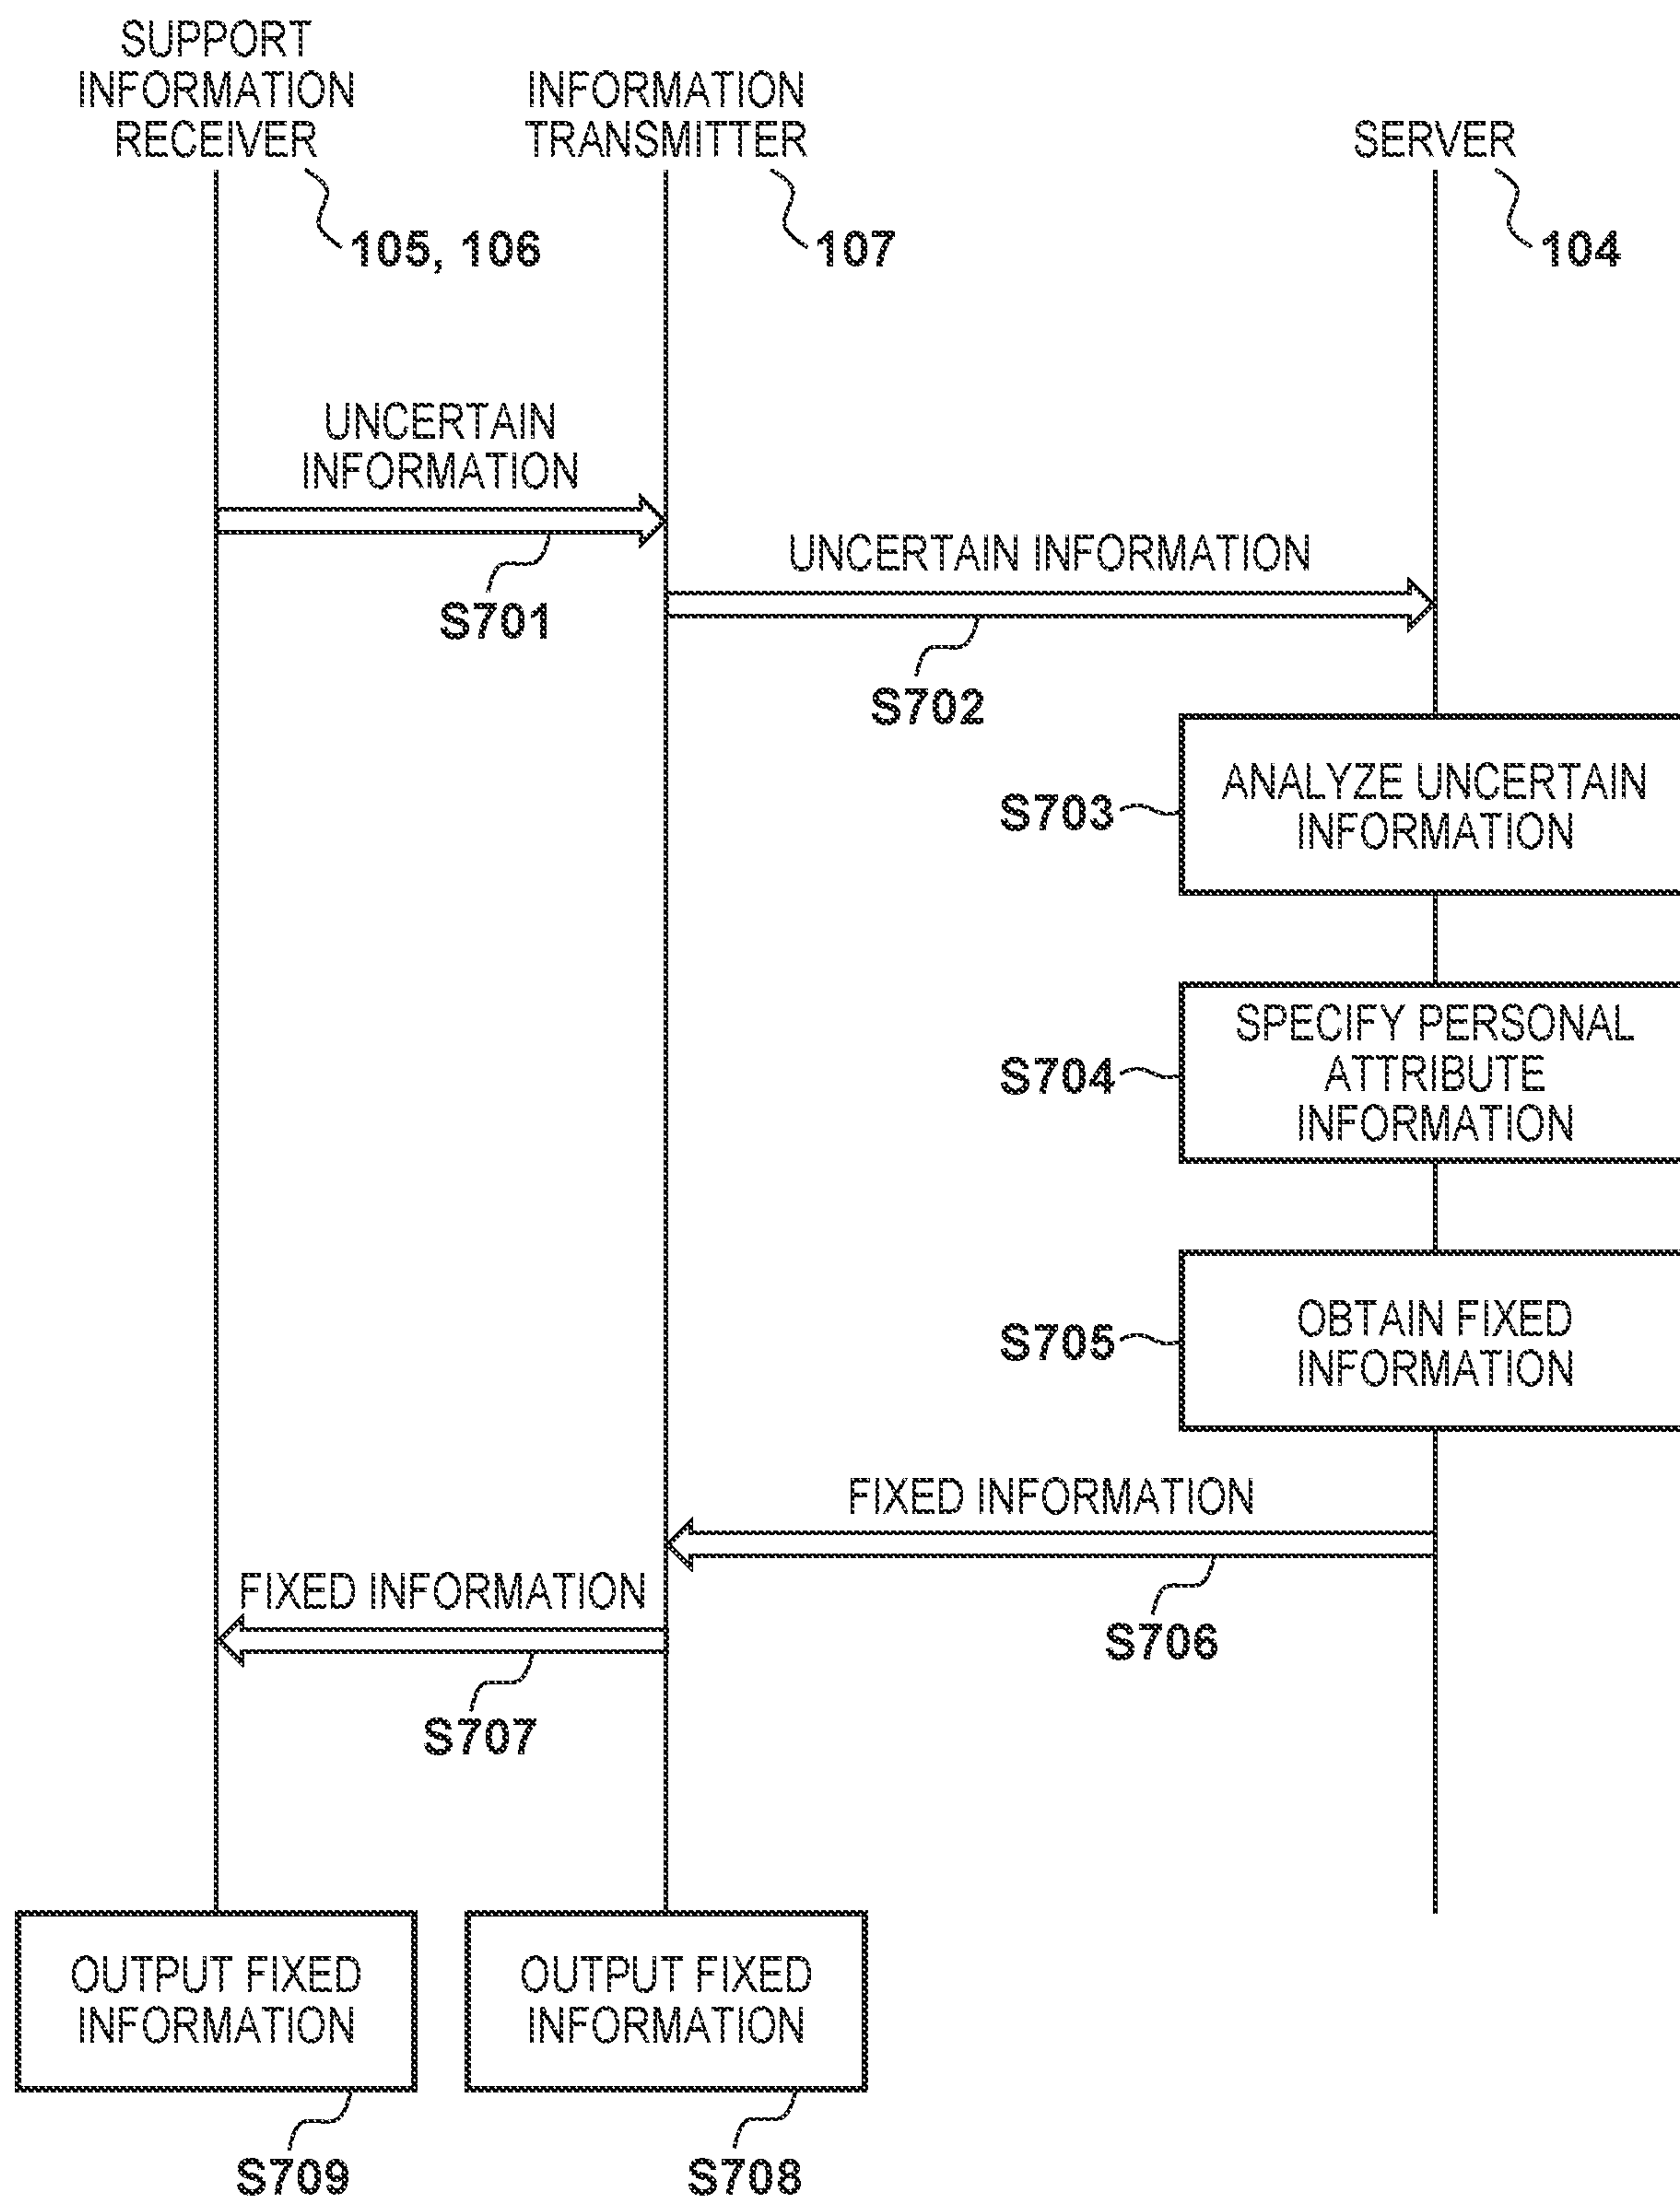 SUPPORT
INFORMATION
RECEIVER
105, 106
INFORMATION
TRANSMITTER
107
SERVER
104
UNCERTAIN
INFORMATION
S701
UNCERTAIN INFORMATION
S702
S703
ANALYZE UNCERTAIN
INFORMATION
S704
SPECIFY PERSONAL
ATTRIBUTE
INFORMATION
S705
OBTAIN FIXED
INFORMATION
FIXED INFORMATION
S706
FIXED INFORMATION
S707
OUTPUT FIXED
INFORMATION
S709
OUTPUT FIXED
INFORMATION
S708